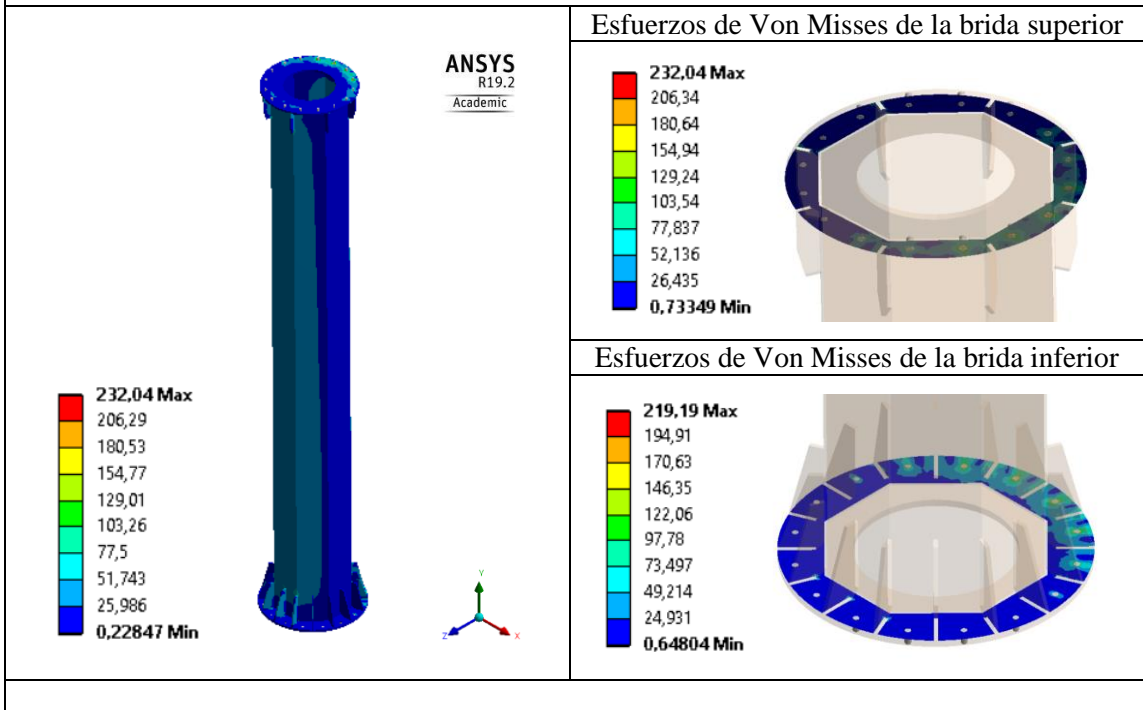 ANSYS
R19.2
Academic
232,04 Max
206,29
180,53
154,77
129,01
103,26
77,5
51,743
25,986
0,22847 Min
Y
Z
X
Esfuerzos de Von Misses de la brida superior
232,04 Max
206,34
180,64
154,94
129,24
103,54
77,837
52,136
26,435
0,73349 Min
Esfuerzos de Von Misses de la brida inferior
219,19 Max
194,91
170,63
146,35
122,06
97,78
73,497
49,214
24,931
0,64804 Min